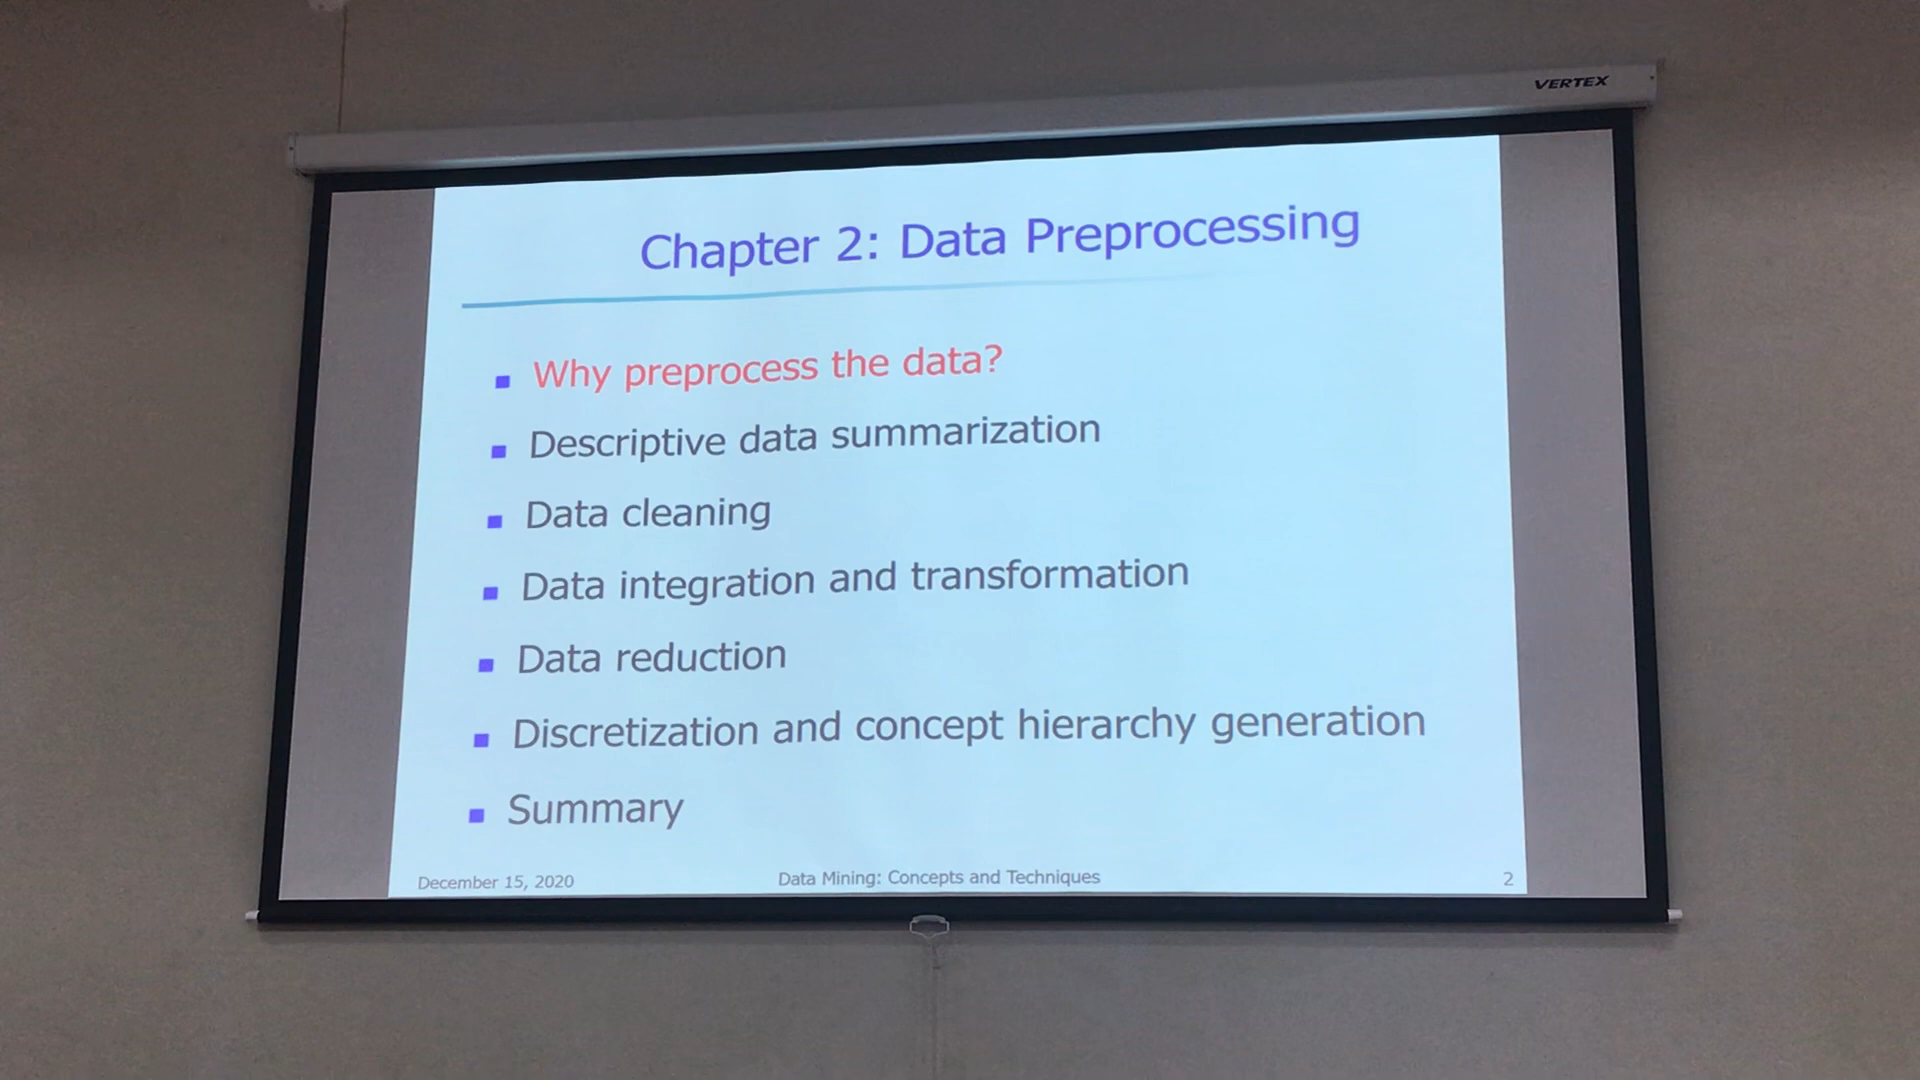 VERTEX
Chapter 2: Data Preprocessing
Why preprocess the data?
Descriptive data summarization
Data cleaning
Data integration and transformation
Data reduction
Discretization and concept hierarchy generation
Summary
December 15, 2020
Data Mining: Concepts and Techniques
2